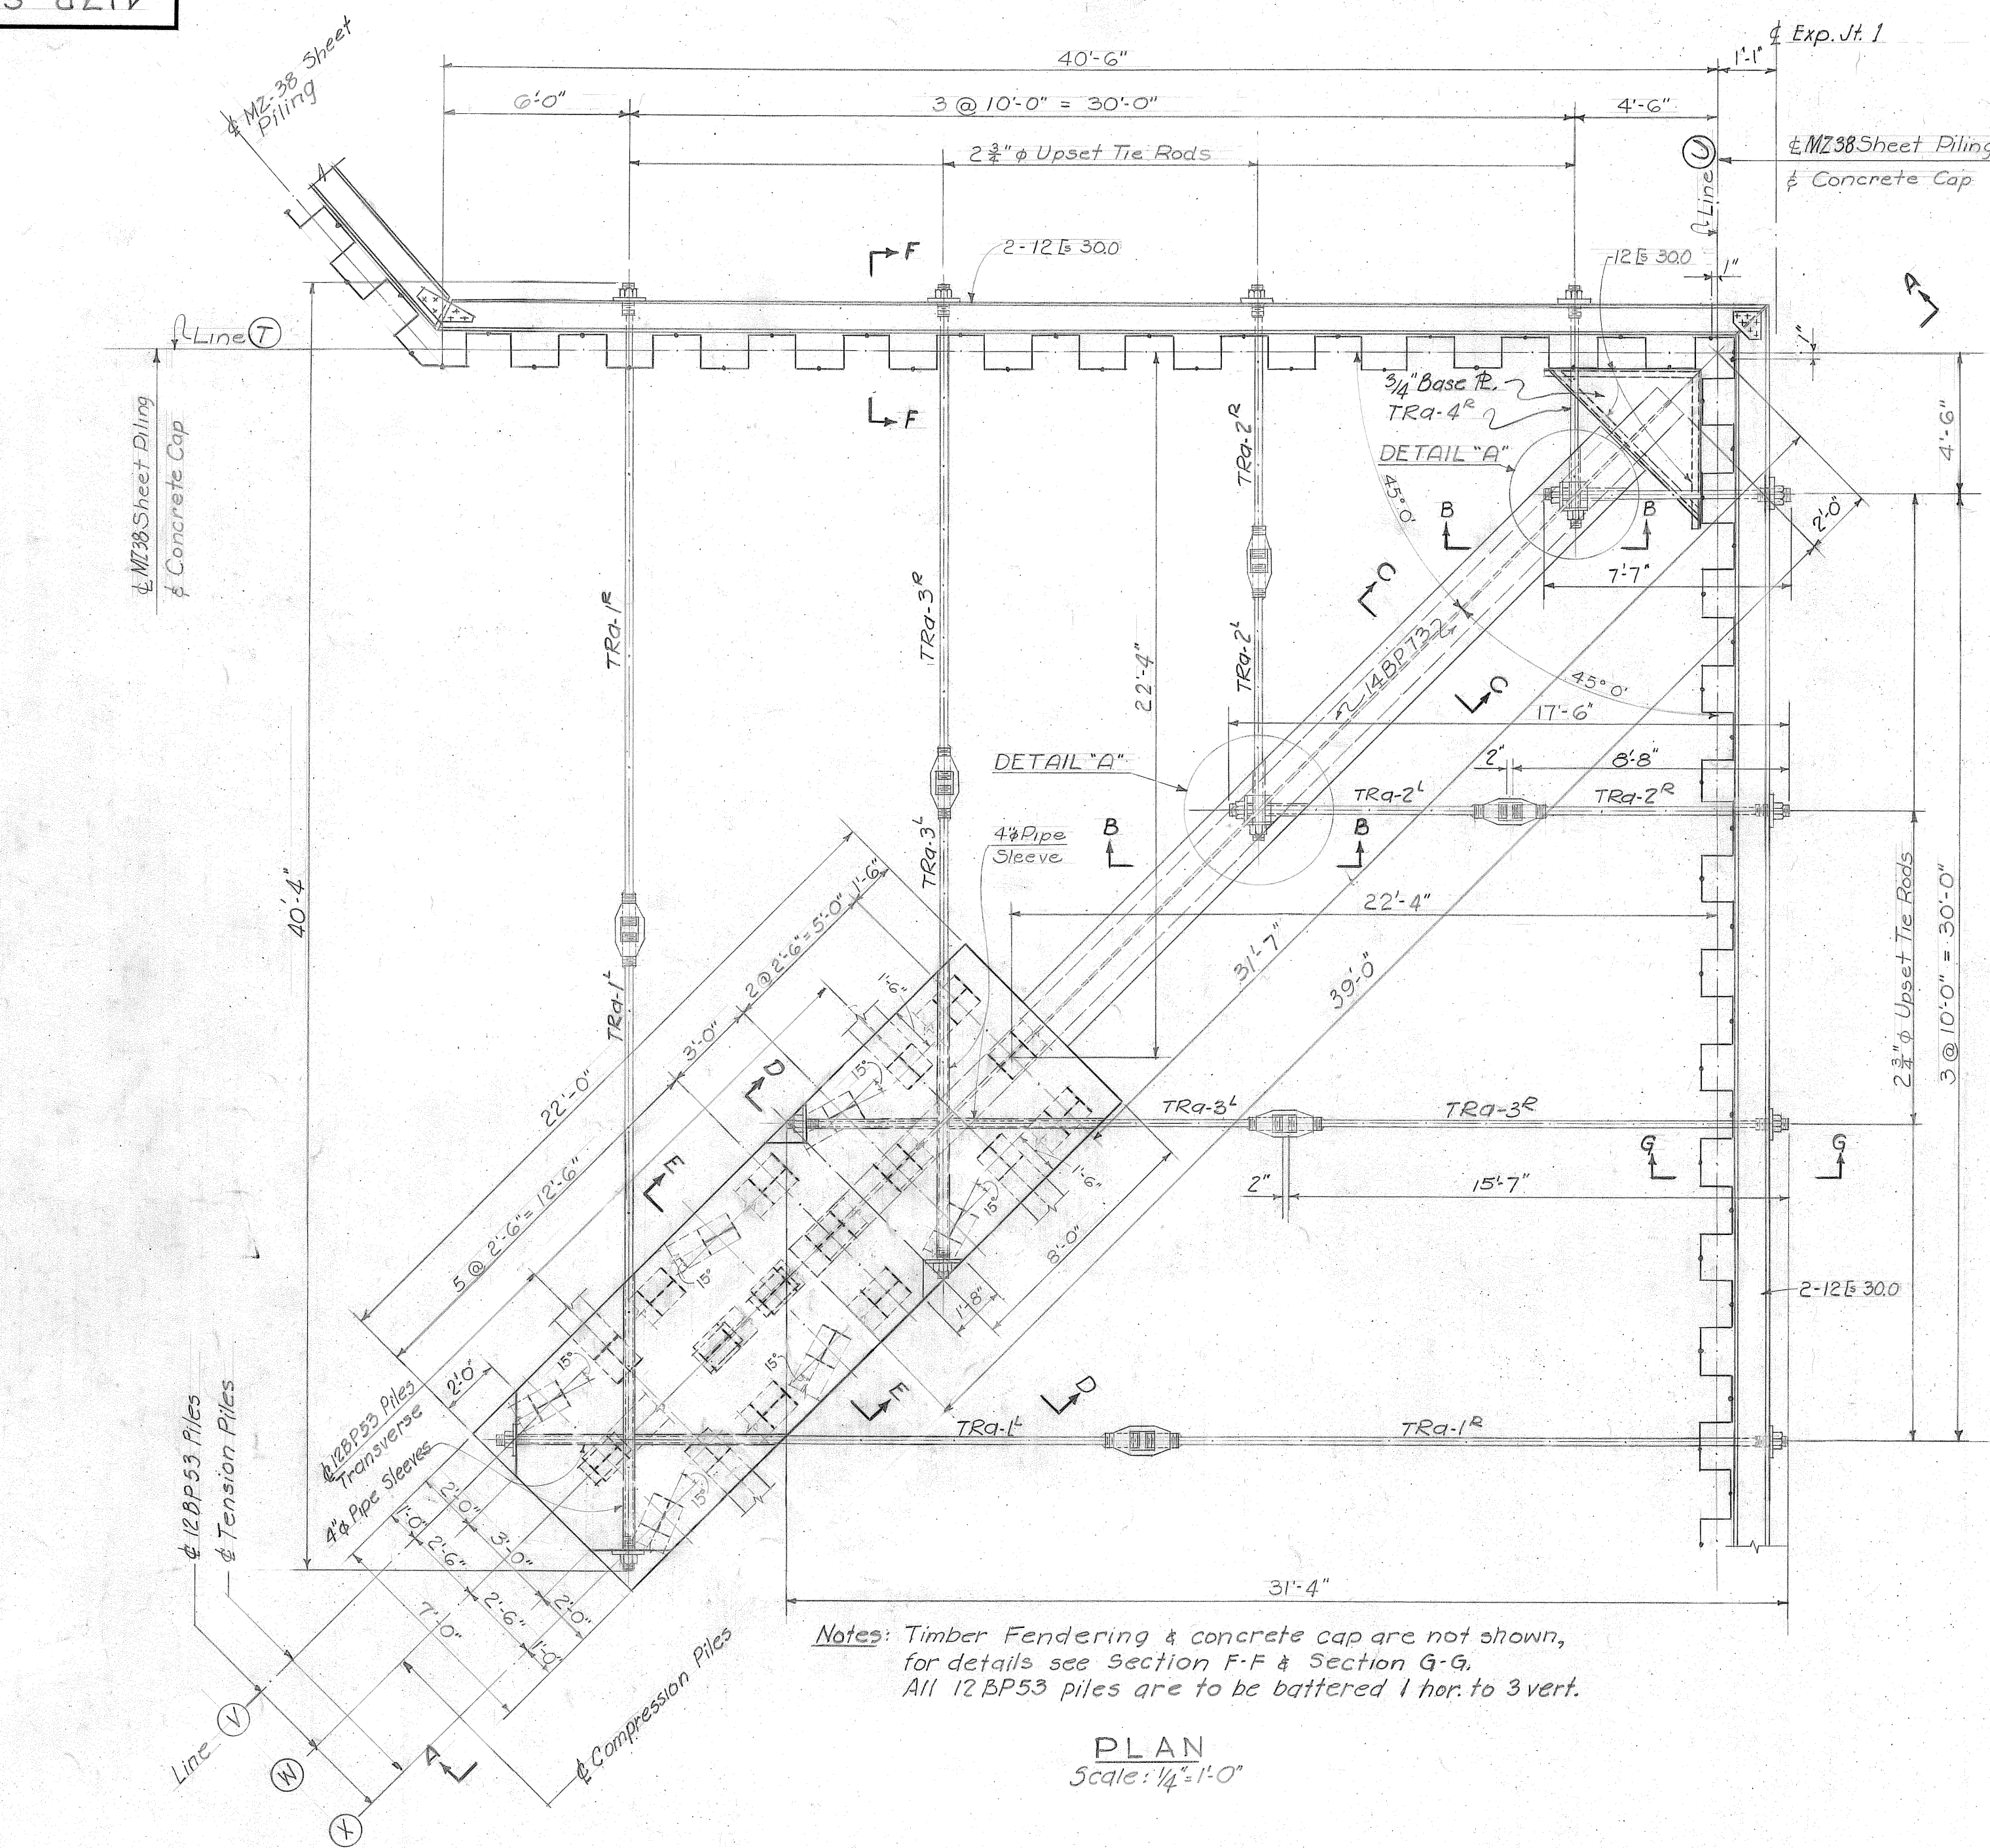 ℄ Exp. Jt. 1
40'-6"
1'-1"
℄ MZ-38 Sheet
Piling
6'-0"
3 @ 10'-0" = 30'-0"
4'-6"
2 3/4" φ Upset Tie Rods
Line U
℄ MZ38 Sheet Piling
& Concrete Cap
F
2-12 [s 30.0
12 [s 30.0
1"
A
Line T
1"
F
3/4" Base PL.
TRa-4R
DETAIL "A"
4'-6"
℄ MZ38 Sheet Piling
& Concrete Cap
TRa-2R
45° 0'
B
B
2'-0"
7'-7"
C
TRa-1R
TRa-3R
TRa-2L
22'-4"
14BP73
C
45° 0'
17'-6"
DETAIL "A"
2"
8'-8"
TRa-2L
TRa-2R
4"φ Pipe
Sleeve
B
B
TRa-3L
40'-4"
22'-4"
2 3/4" φ Upset Tie Rods
3 @ 10'-0" = 30'-0"
1'-6"
2 @ 2'-6" = 5'-0"
31'-7"
39'-0"
TRa-1L
3'-0"
1'-6"
D
15°
22'-0"
TRa-3L
TRa-3R
G
G
E
1'-6"
15°
2"
15'-7"
5 @ 2'-6" = 12'-6"
8'-0"
15°
1'-8"
2-12 [s 30.0
15°
15°
2'-0"
E
D
TRa-1L
TRa-1R
℄ 12BP53 Piles
℄ Tension Piles
℄ 12BP53 Piles
Transverse
4"φ Pipe Sleeves
15°
1'-0"
2'-0"
2'-6"
3'-0"
7'-0"
2'-6"
2'-0"
1'-0"
31'-4"
Notes: Timber Fendering & concrete cap are not shown,
for details see Section F-F & Section G-G.
All 12BP53 piles are to be battered 1 hor. to 3 vert.
℄ Compression Piles
Line V
W
X
A
PLAN
Scale: 1/4" = 1'-0"